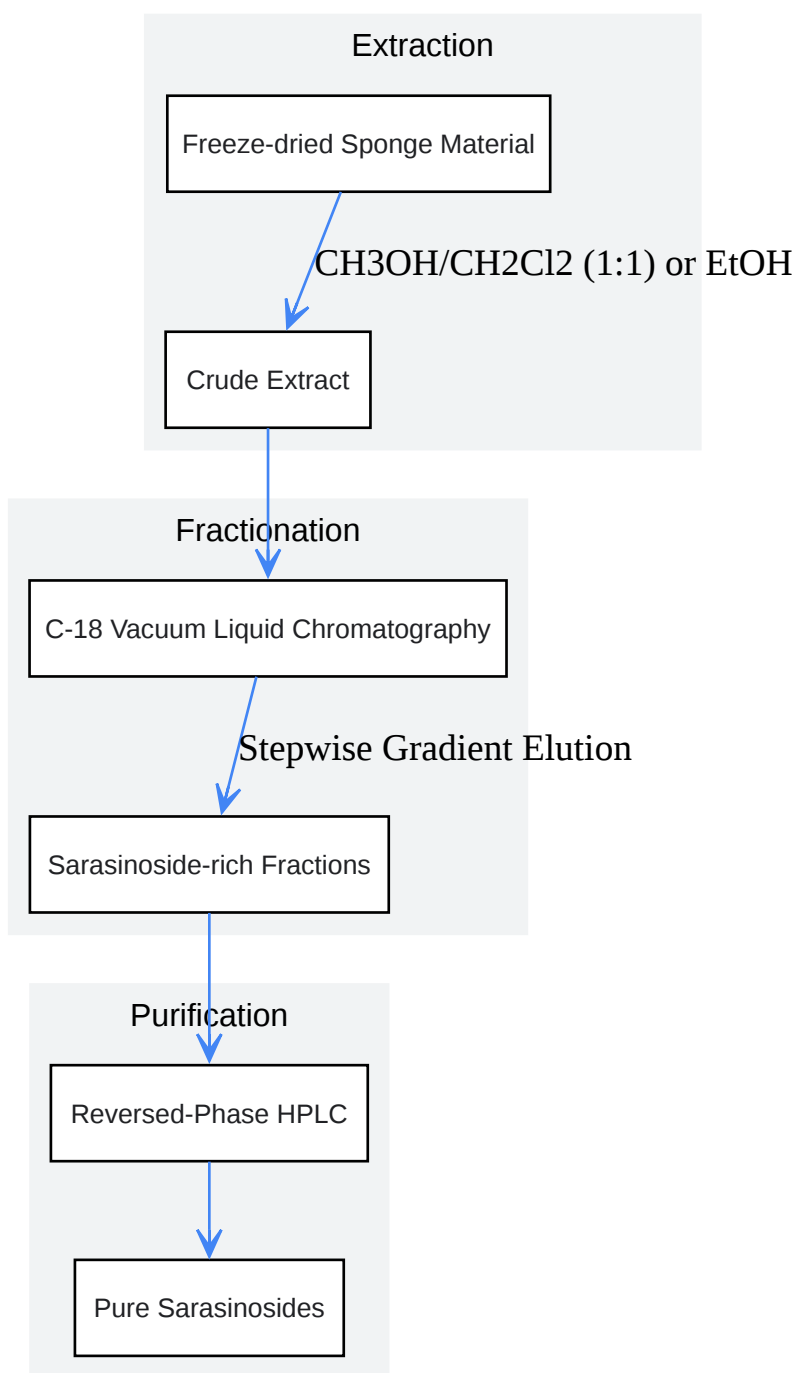 Extraction
Freeze-dried Sponge Material
CH3OH/CH2Cl2 (1:1) or EtOH
Crude Extract
Fractionation
C-18 Vacuum Liquid Chromatography
Stepwise Gradient Elution
Sarasinoside-rich Fractions
Purification
Reversed-Phase HPLC
Pure Sarasinosides